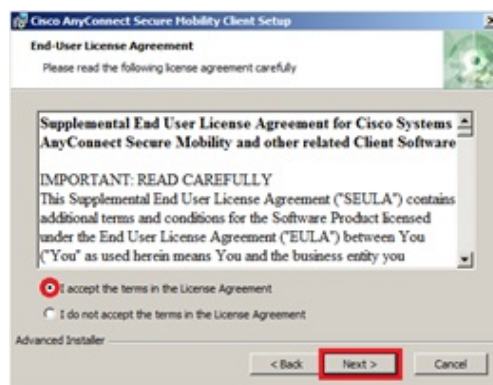 Cisco AnyConnect Secure Mobility Client Setup
End-User License Agreement
Please read the following license agreement carefully
Supplemental End User License Agreement for Cisco Systems
AnyConnect Secure Mobility and other related Client Software
IMPORTANT: READ CAREFULLY
This Supplemental End User License Agreement ("SEULA") contains
additional terms and conditions for the Software Product licensed
under the End User License Agreement ("EULA") between You
("You" as used herein means You and the business entity you
I accept the terms in the License Agreement
I do not accept the terms in the License Agreement
Advanced Installer
< Back Next > Cancel